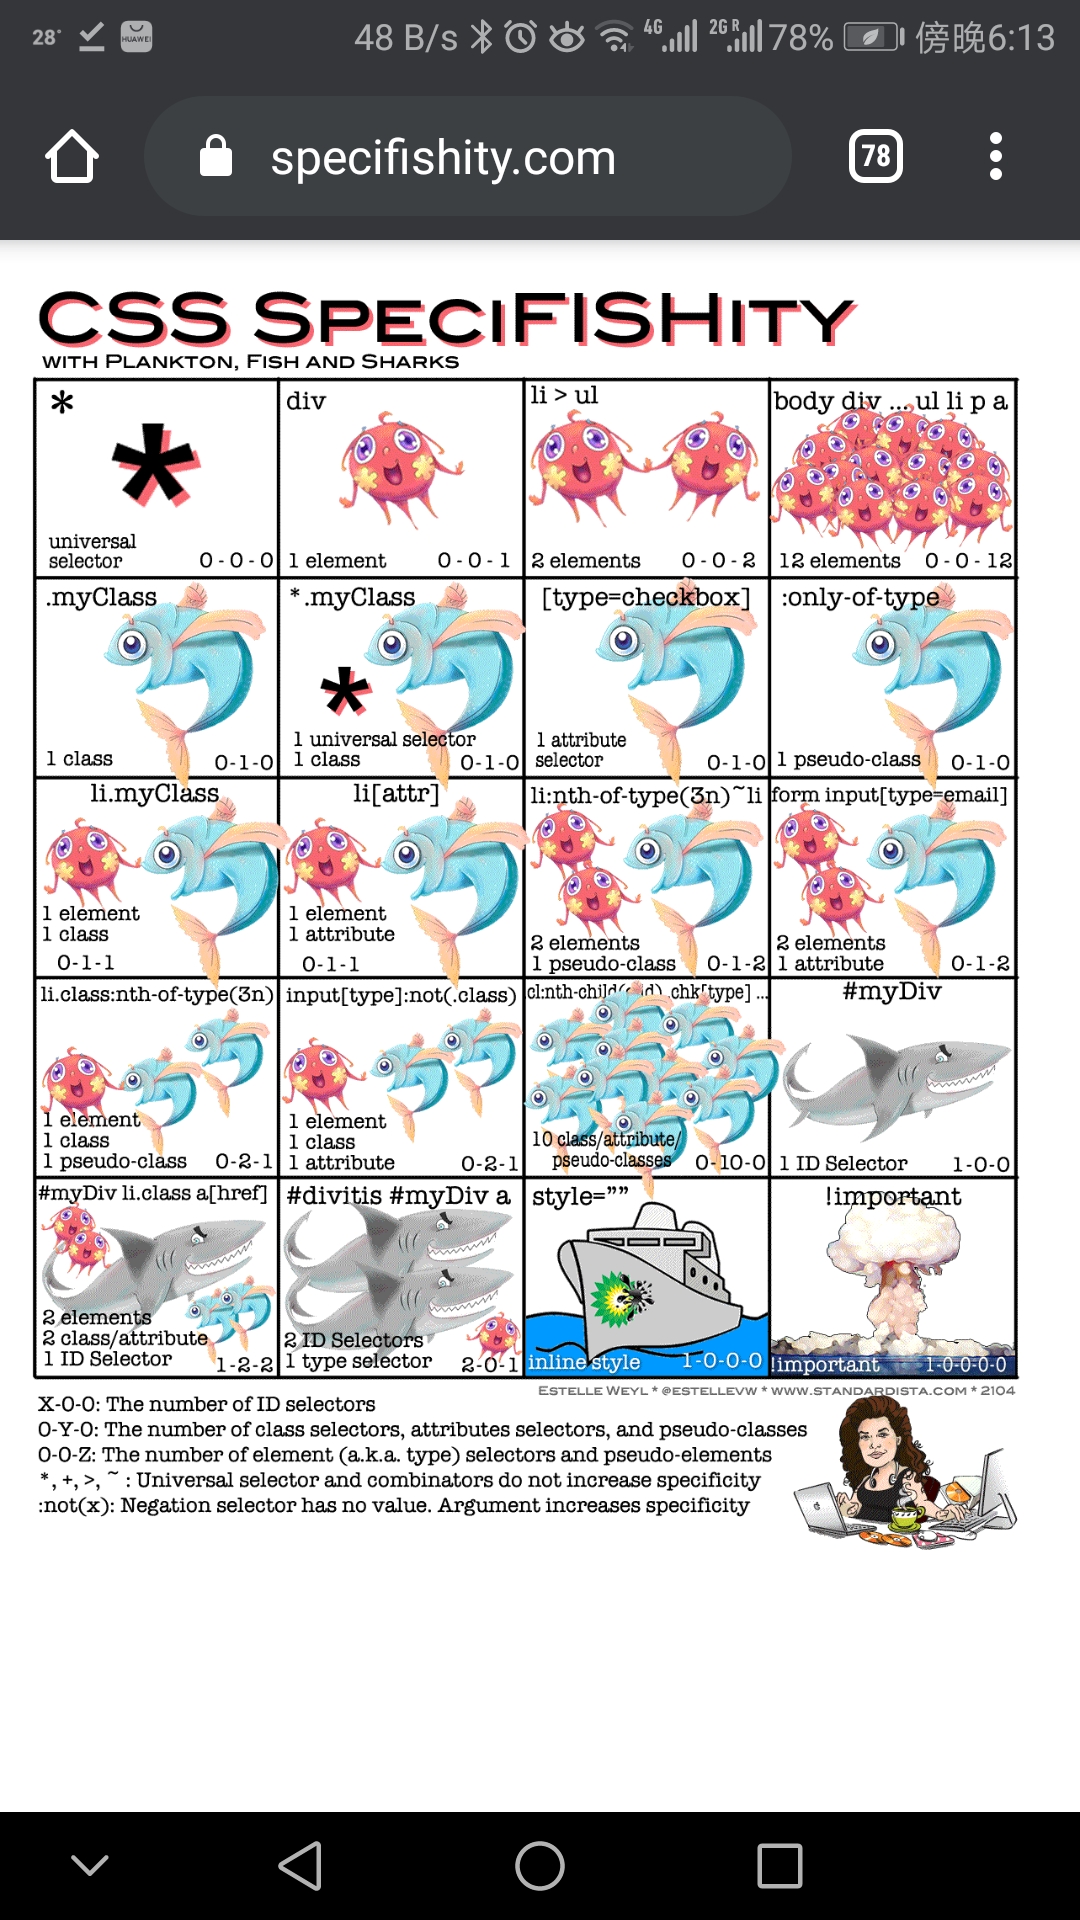 28°
HUAWEI
48 B/s 4G 2G R 78% 傍晚6:13
specifishity.com
78
CSS SPECIFISHITY
WITH PLANKTON, FISH AND SHARKS
*
universal
selector 0-0-0
div
1 element 0-0-1
li > ul
2 elements 0-0-2
body div ... ul li p a
12 elements 0-0-12
.myClass
1 class 0-1-0
*.myClass
1 universal selector
1 class 0-1-0
[type=checkbox]
1 attribute
selector 0-1-0
:only-of-type
1 pseudo-class 0-1-0
li.myClass
1 element
1 class
0-1-1
li[attr]
1 element
1 attribute
0-1-1
li:nth-of-type(3n)~li
2 elements
1 pseudo-class 0-1-2
form input[type=email]
2 elements
1 attribute 0-1-2
li.class:nth-of-type(3n)
1 element
1 class
1 pseudo-class 0-2-1
input[type]:not(.class)
1 element
1 class
1 attribute 0-2-1
chk[type] ...
10 class/attribute/
pseudo-classes 0-10-0
#myDiv
1 ID Selector 1-0-0
#myDiv li.class a[href]
2 elements
2 class/attribute
1 ID Selector 1-2-2
#divitis #myDiv a
2 ID Selectors
1 type selector 2-0-1
style=””
inline style 1-0-0-0
!important
!important 1-0-0-0-0
ESTELLE WEYL * @ESTELLEVW * WWW.STANDARDISTA.COM * 2104
X-0-0: The number of ID selectors
0-Y-0: The number of class selectors, attributes selectors, and pseudo-classes
0-0-Z: The number of element (a.k.a. type) selectors and pseudo-elements
*, +, >, ~ : Universal selector and combinators do not increase specificity
:not(x): Negation selector has no value. Argument increases specificity